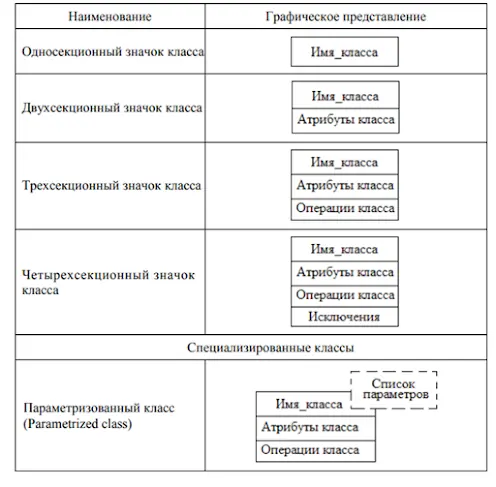 Наименование
Графическое представление
Односекционный значок класса
Имя_класса
Двухсекционный значок класса
Имя_класса
Атрибуты класса
Трехсекционный значок класса
Имя_класса
Атрибуты класса
Операции класса
Четырехсекционный значок
класса
Имя_класса
Атрибуты класса
Операции класса
Исключения
Специализированные классы
Параметризованный класс
(Parametrized class)
Список
параметров
Имя_класса
Атрибуты класса
Операции класса